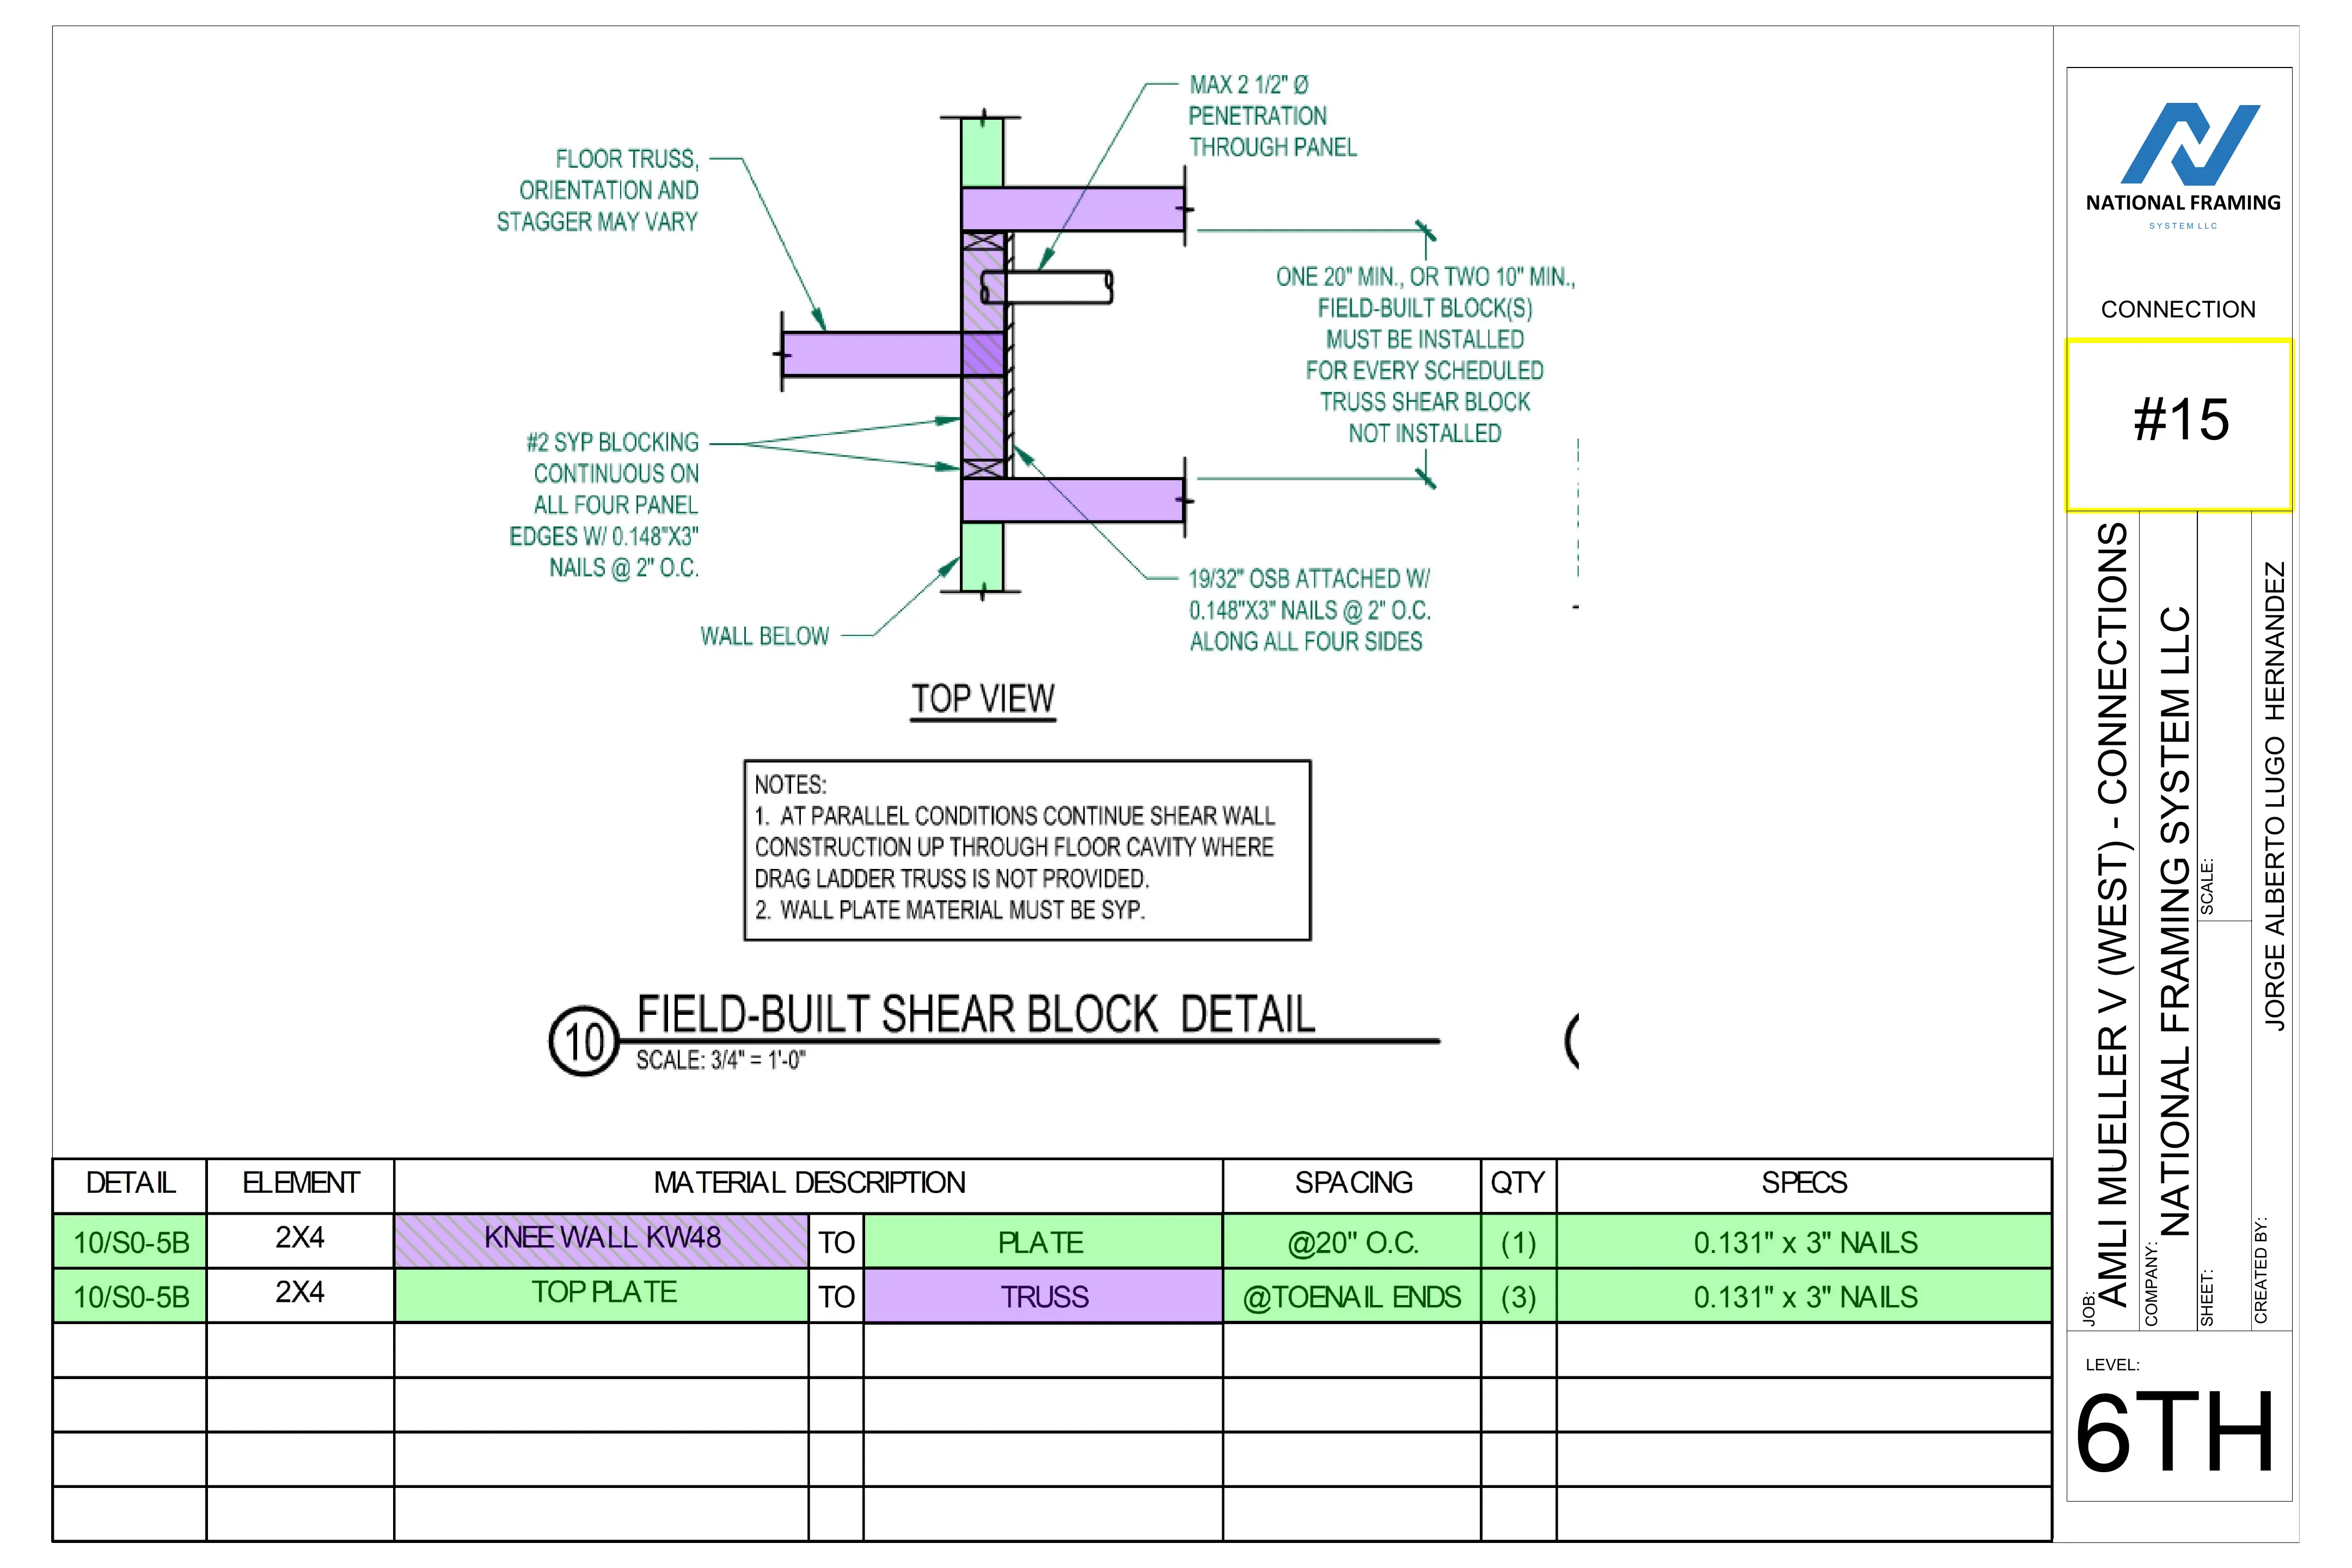 MAX 2 1/2" Ø
PENETRATION
THROUGH PANEL
FLOOR TRUSS,
ORIENTATION AND
STAGGER MAY VARY
ONE 20" MIN., OR TWO 10" MIN.,
FIELD-BUILT BLOCK(S)
MUST BE INSTALLED
FOR EVERY SCHEDULED
TRUSS SHEAR BLOCK
NOT INSTALLED
#2 SYP BLOCKING
CONTINUOUS ON
ALL FOUR PANEL
EDGES W/ 0.148"X3"
NAILS @ 2" O.C.
19/32" OSB ATTACHED W/
0.148"X3" NAILS @ 2" O.C.
ALONG ALL FOUR SIDES
WALL BELOW
TOP VIEW
NOTES:
1. AT PARALLEL CONDITIONS CONTINUE SHEAR WALL
CONSTRUCTION UP THROUGH FLOOR CAVITY WHERE
DRAG LADDER TRUSS IS NOT PROVIDED.
2. WALL PLATE MATERIAL MUST BE SYP.
10 FIELD-BUILT SHEAR BLOCK DETAIL
SCALE: 3/4" = 1'-0"
DETAIL ELEMENT MATERIAL DESCRIPTION SPACING QTY SPECS
10/S0-5B 2X4 KNEE WALL KW48 TO PLATE @20" O.C. (1) 0.131" x 3" NAILS
10/S0-5B 2X4 TOP PLATE TO TRUSS @TOENAIL ENDS (3) 0.131" x 3" NAILS
NATIONAL FRAMING
SYSTEM LLC
CONNECTION
#15
JOB:
AMLI MUELLER V (WEST) - CONNECTIONS
COMPANY:
NATIONAL FRAMING SYSTEM LLC
SCALE:
SHEET:
CREATED BY:
JORGE ALBERTO LUGO HERNANDEZ
LEVEL:
6TH